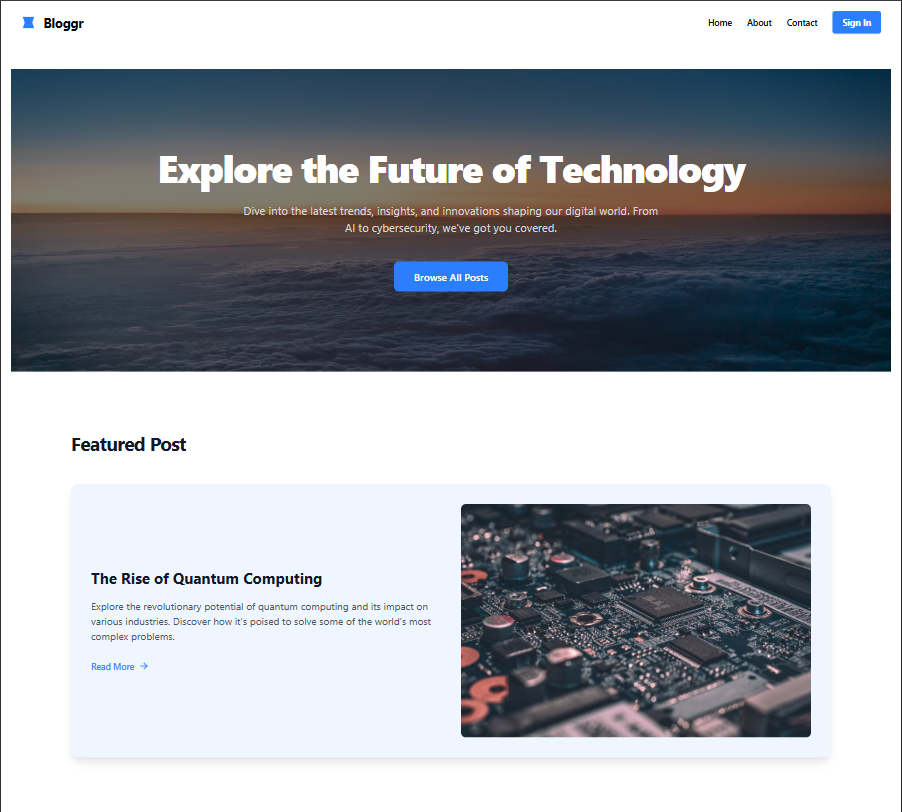 Bloggr
Home About Contact Sign In
Explore the Future of Technology
Dive into the latest trends, insights, and innovations shaping our digital world. From
AI to cybersecurity, we've got you covered.
Browse All Posts
Featured Post
The Rise of Quantum Computing
Explore the revolutionary potential of quantum computing and its impact on
various industries. Discover how it's poised to solve some of the world's most
complex problems.
Read More →